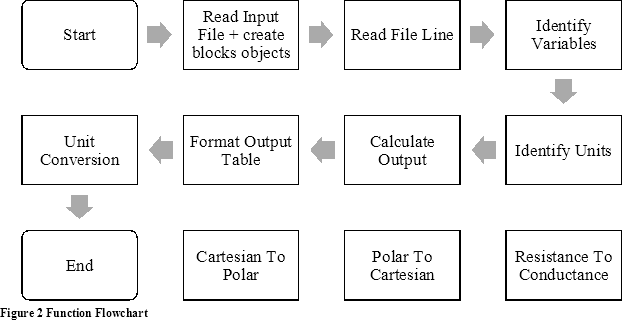 Start
Read Input
File + create
blocks objects
Read File Line
Identify
Variables
Unit
Conversion
Format Output
Table
Calculate
Output
Identify Units
End
Cartesian To
Polar
Polar To
Cartesian
Resistance To
Conductance
Figure 2 Function Flowchart